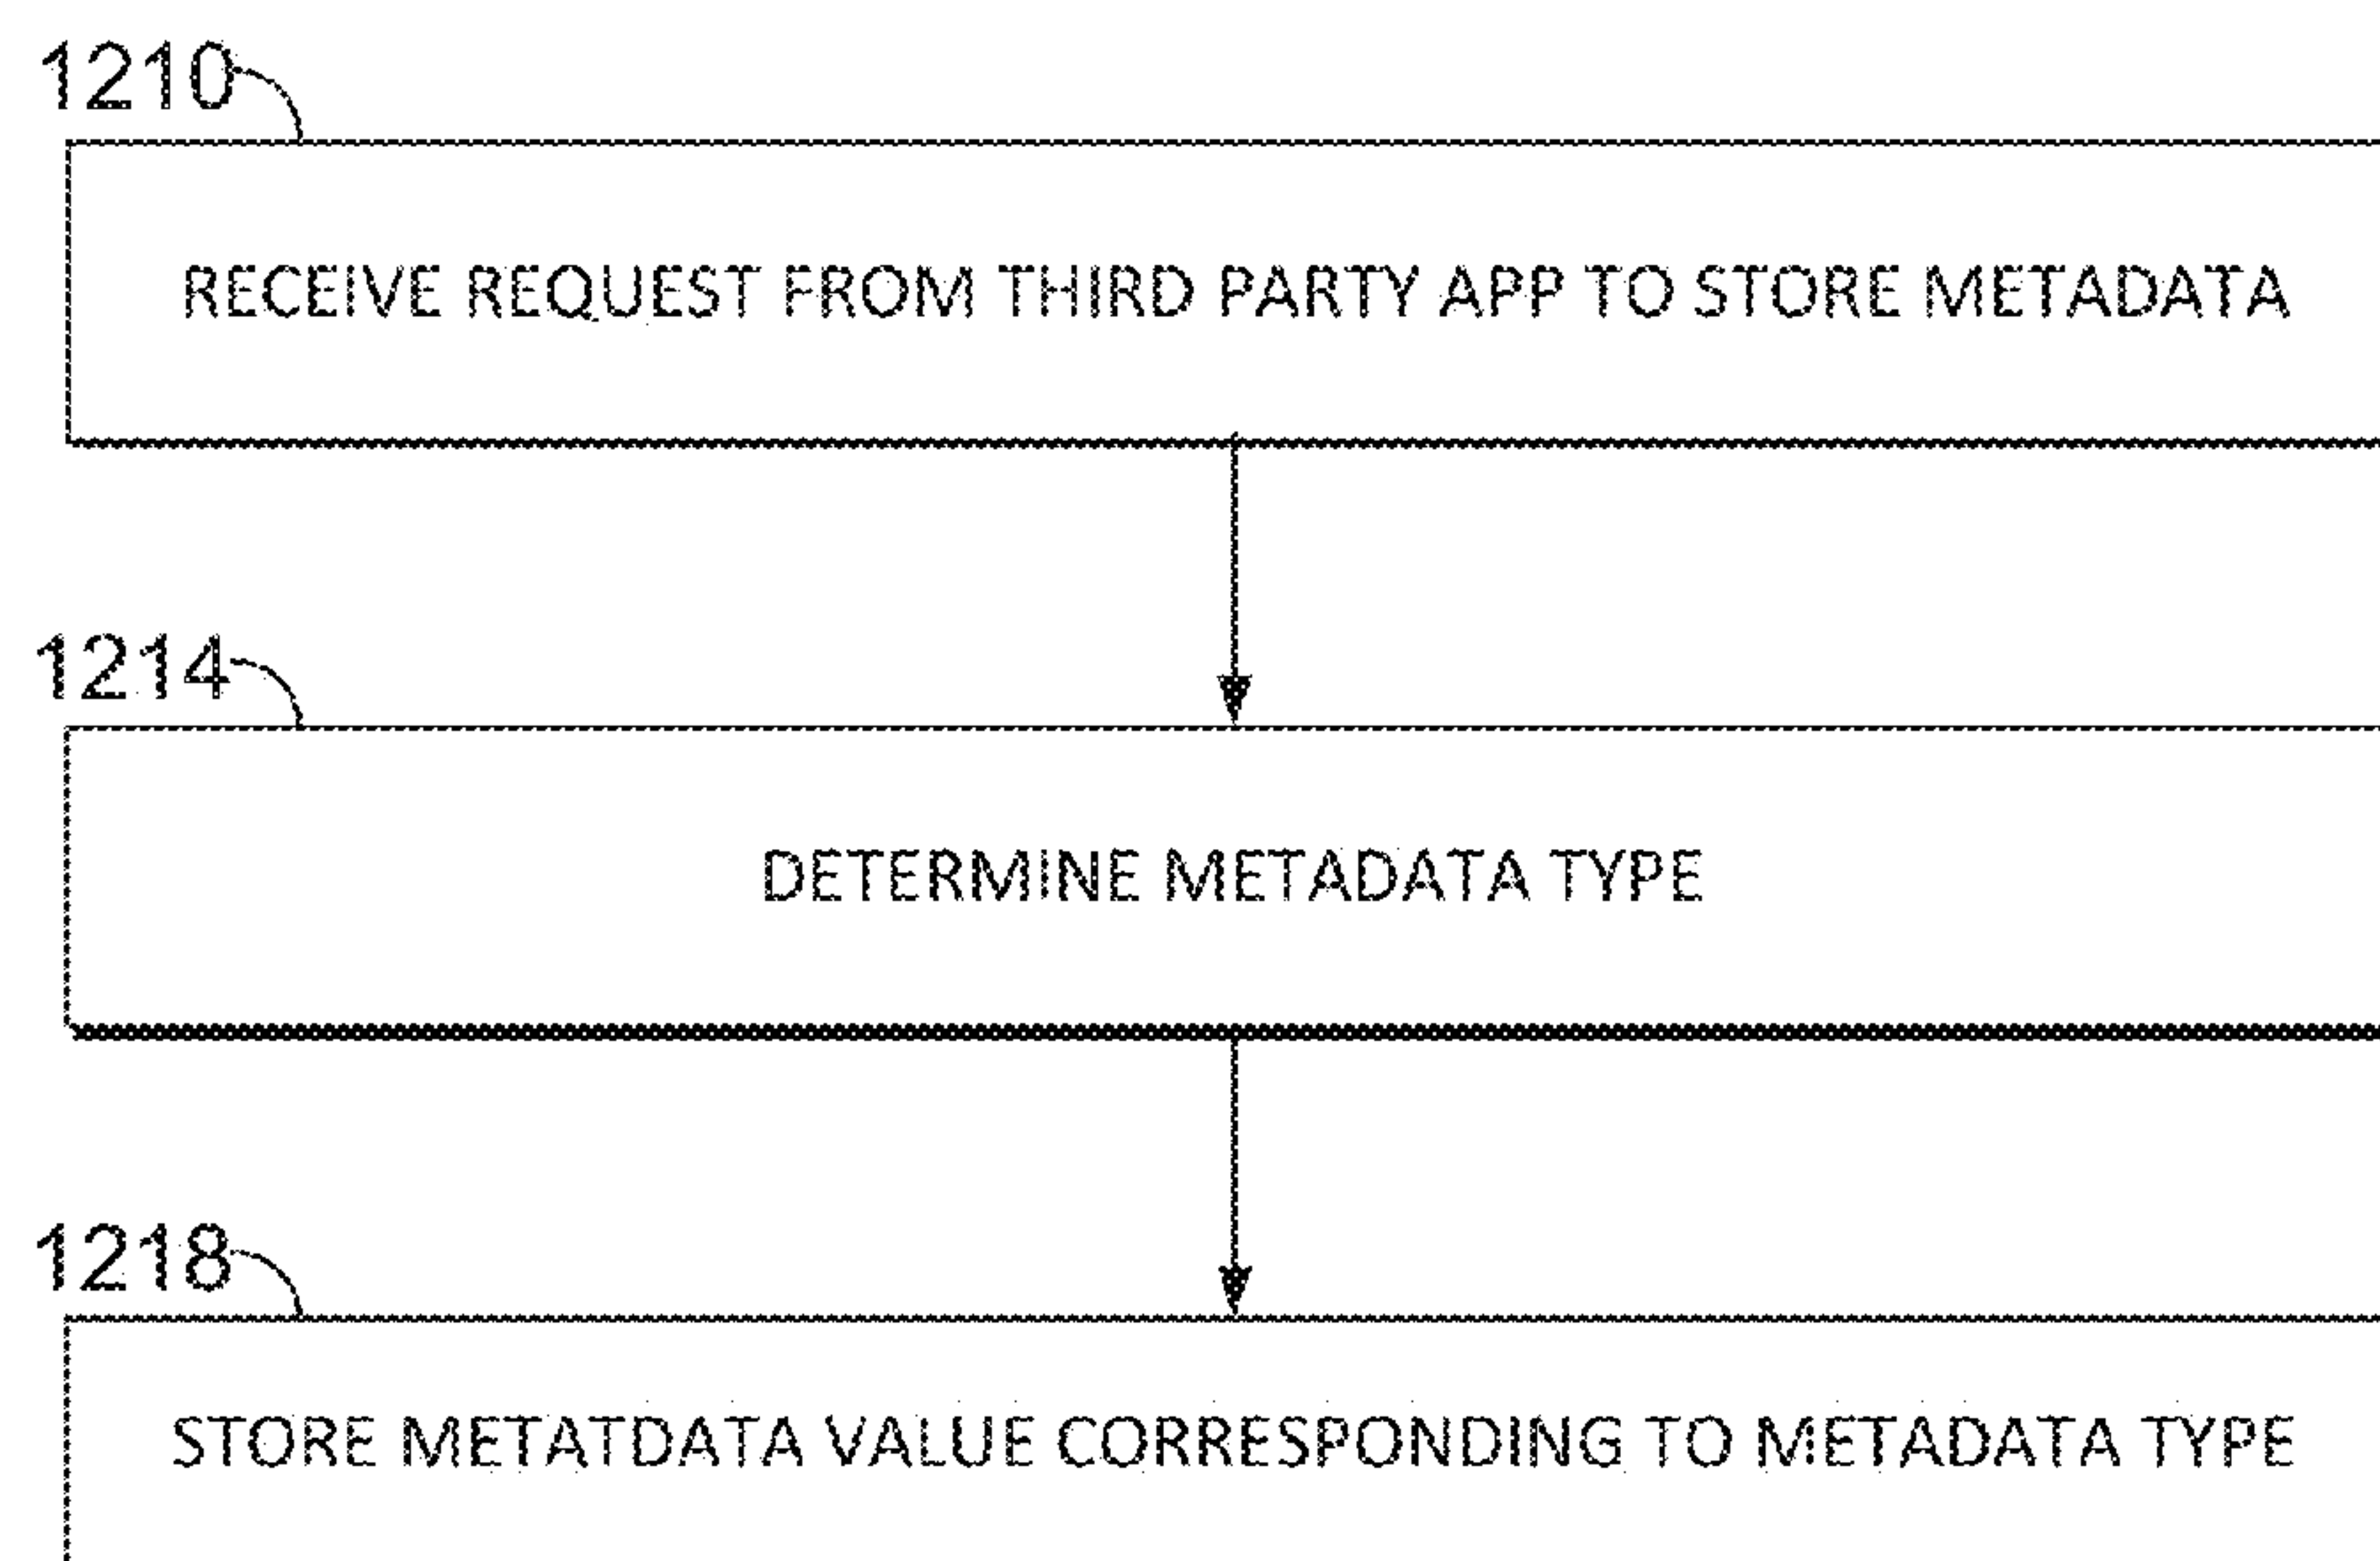 1210
RECEIVE REQUEST FROM THIRD PARTY APP TO STORE METADATA
1214
DETERMINE METADATA TYPE
1218
STORE METATDATA VALUE CORRESPONDING TO METADATA TYPE